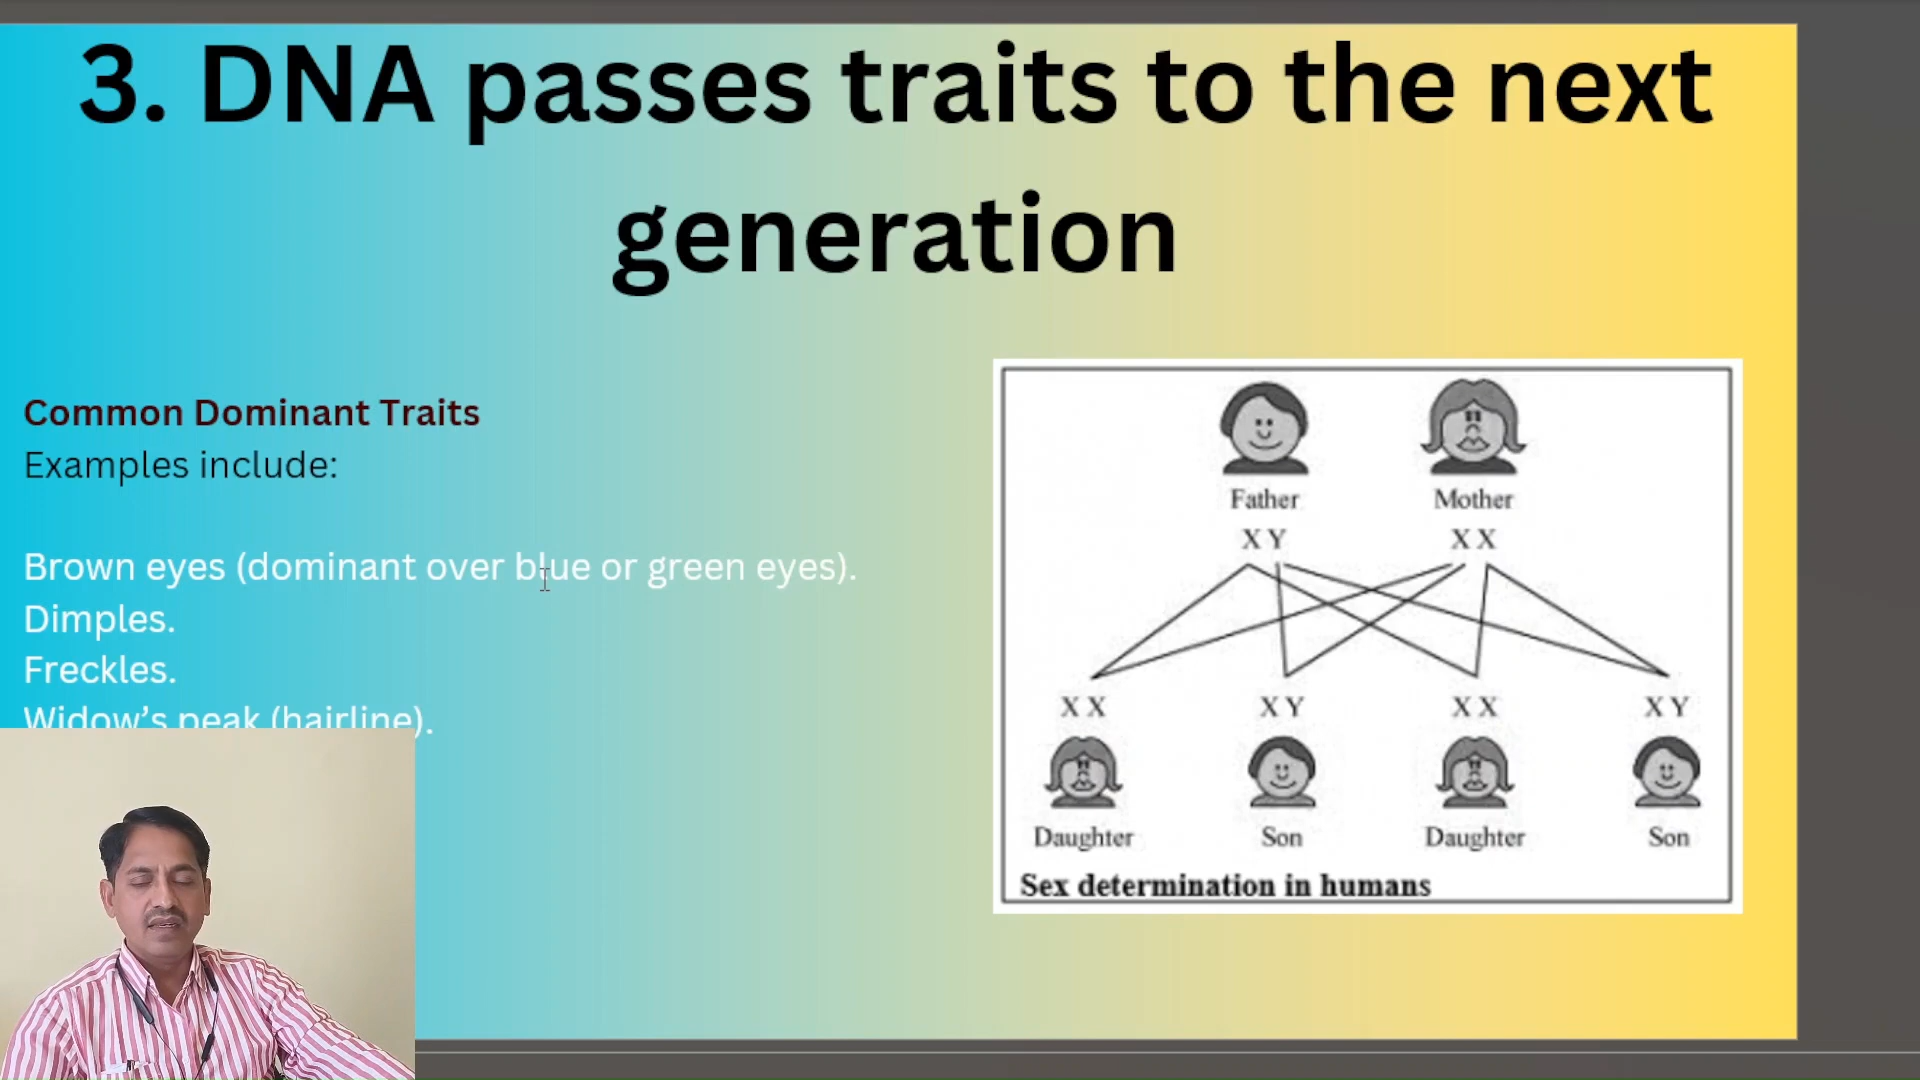 3. DNA passes traits to the next
generation
Common Dominant Traits
Examples include:
Brown eyes (dominant over blue or green eyes).
Dimples.
Freckles.
Widow’s peak (hairline).
Father Mother
X Y X X
X X X Y X X X Y
Daughter Son Daughter Son
Sex determination in humans